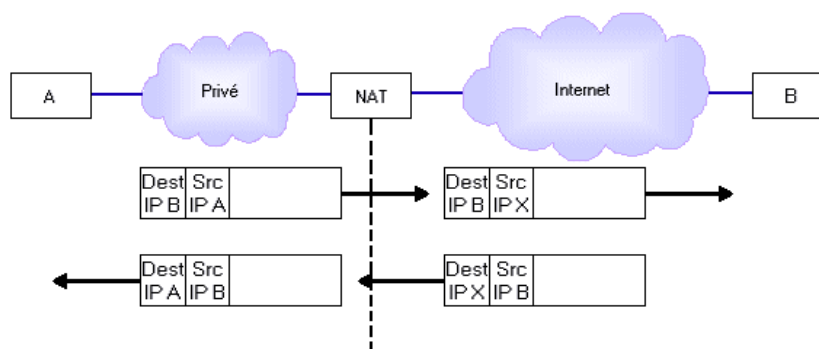 A
Privé
NAT
Internet
B
Dest Src
IP B IP A
Dest Src
IP B IP X
Dest Src
IP A IP B
Dest Src
IP X IP B